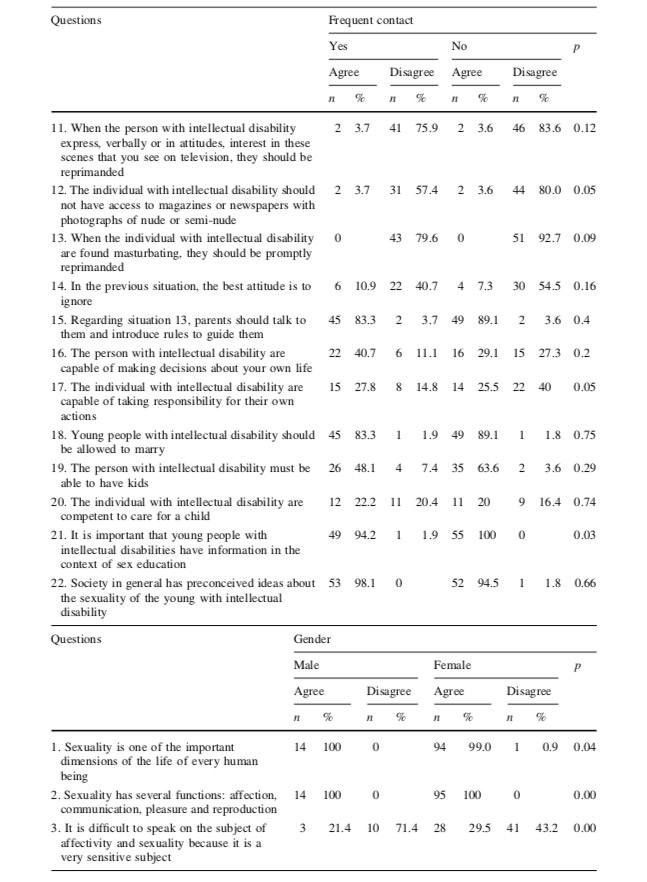 Questions Frequent contact
Yes No p
Agree Disagree Agree Disagree
n % n % n % n %
11. When the person with intellectual disability 2 3.7 41 75.9 2 3.6 46 83.6 0.12
express, verbally or in attitudes, interest in these
scenes that you see on television, they should be
reprimanded
12. The individual with intellectual disability should 2 3.7 31 57.4 2 3.6 44 80.0 0.05
not have access to magazines or newspapers with
photographs of nude or semi-nude
13. When the individual with intellectual disability 0 43 79.6 0 51 92.7 0.09
are found masturbating, they should be promptly
reprimanded
14. In the previous situation, the best attitude is to 6 10.9 22 40.7 4 7.3 30 54.5 0.16
ignore
15. Regarding situation 13, parents should talk to 45 83.3 2 3.7 49 89.1 2 3.6 0.4
them and introduce rules to guide them
16. The person with intellectual disability are 22 40.7 6 11.1 16 29.1 15 27.3 0.2
capable of making decisions about your own life
17. The individual with intellectual disability are 15 27.8 8 14.8 14 25.5 22 40 0.05
capable of taking responsibility for their own
actions
18. Young people with intellectual disability should 45 83.3 1 1.9 49 89.1 1 1.8 0.75
be allowed to marry
19. The person with intellectual disability must be 26 48.1 4 7.4 35 63.6 2 3.6 0.29
able to have kids
20. The individual with intellectual disability are 12 22.2 11 20.4 11 20 9 16.4 0.74
competent to care for a child
21. It is important that young people with 49 94.2 1 1.9 55 100 0 0.03
intellectual disabilities have information in the
context of sex education
22. Society in general has preconceived ideas about 53 98.1 0 52 94.5 1 1.8 0.66
the sexuality of the young with intellectual
disability
Questions Gender
Male Female p
Agree Disagree Agree Disagree
n % n % n % n %
1. Sexuality is one of the important 14 100 0 94 99.0 1 0.9 0.04
dimensions of the life of every human
being
2. Sexuality has several functions: affection, 14 100 0 95 100 0 0.00
communication, pleasure and reproduction
3. It is difficult to speak on the subject of 3 21.4 10 71.4 28 29.5 41 43.2 0.00
affectivity and sexuality because it is a
very sensitive subject